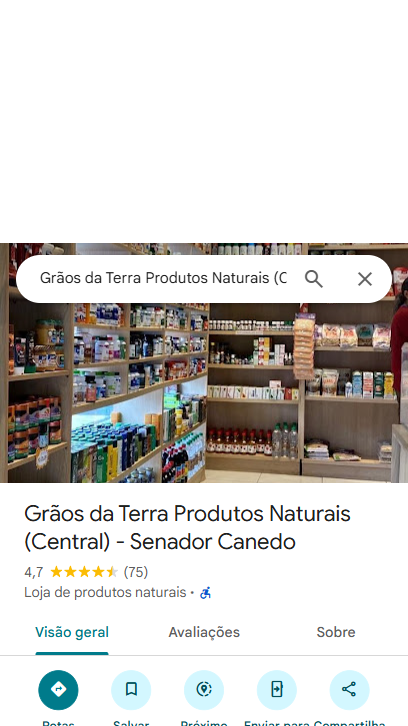 Grãos da Terra Produtos Naturais (C
Grãos da Terra Produtos Naturais
(Central) - Senador Canedo
4,7 (75)
Loja de produtos naturais ·
Visão geral Avaliações Sobre
Rotas Salvar Próximo Enviar para Compartilha